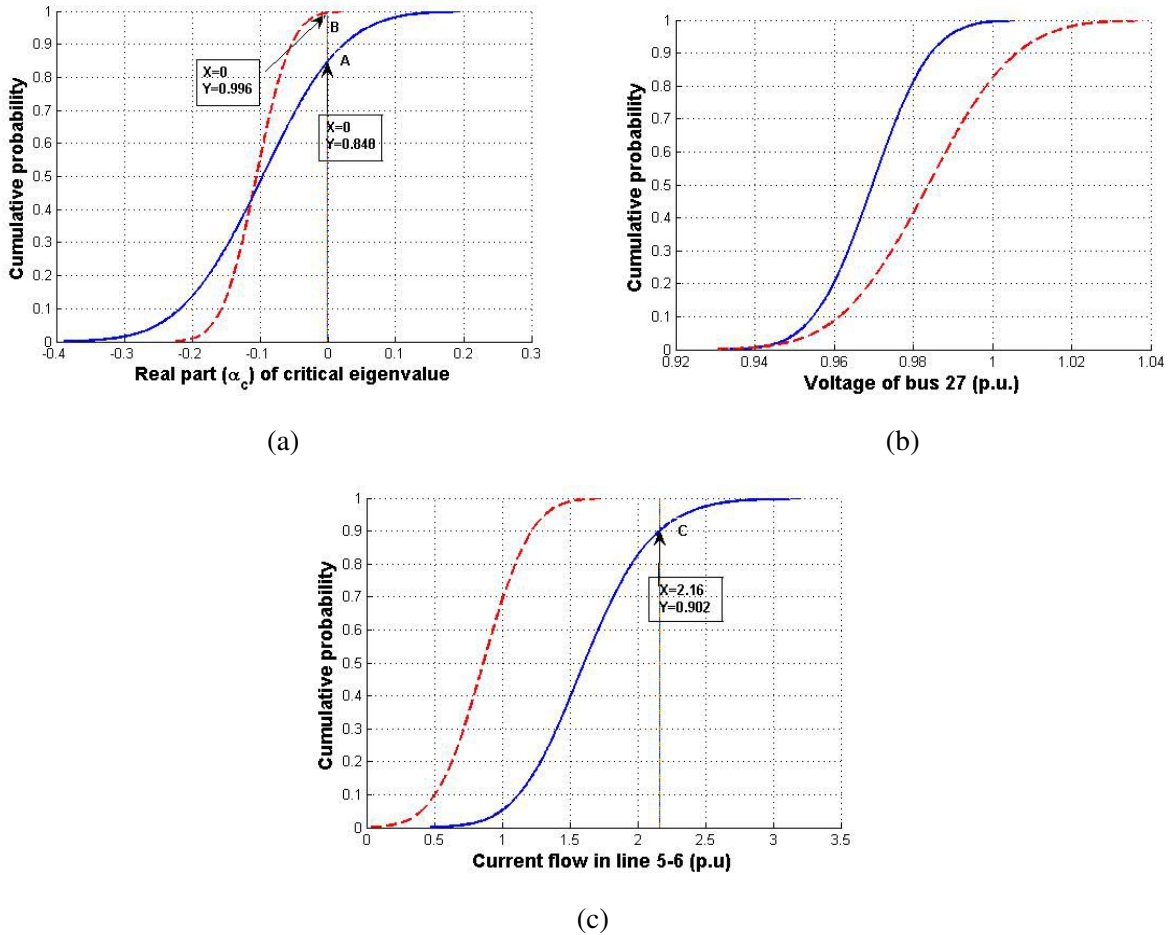 1
0.9
0.8
0.7
0.6
0.5
0.4
0.3
0.2
0.1
0
Cumulative probability
B
A
X=0
Y=0.996
X=0
Y=0.848
-0.4 -0.3 -0.2 -0.1 0 0.1 0.2 0.3
Real part (αc) of critical eigenvalue
(a)
1
0.9
0.8
0.7
0.6
0.5
0.4
0.3
0.2
0.1
0
Cumulative probability
0.92 0.94 0.96 0.98 1 1.02 1.04
Voltage of bus 27 (p.u.)
(b)
1
0.9
0.8
0.7
0.6
0.5
0.4
0.3
0.2
0.1
0
Cumulative probability
C
X=2.16
Y=0.902
0 0.5 1 1.5 2 2.5 3 3.5
Current flow in line 5-6 (p.u)
(c)